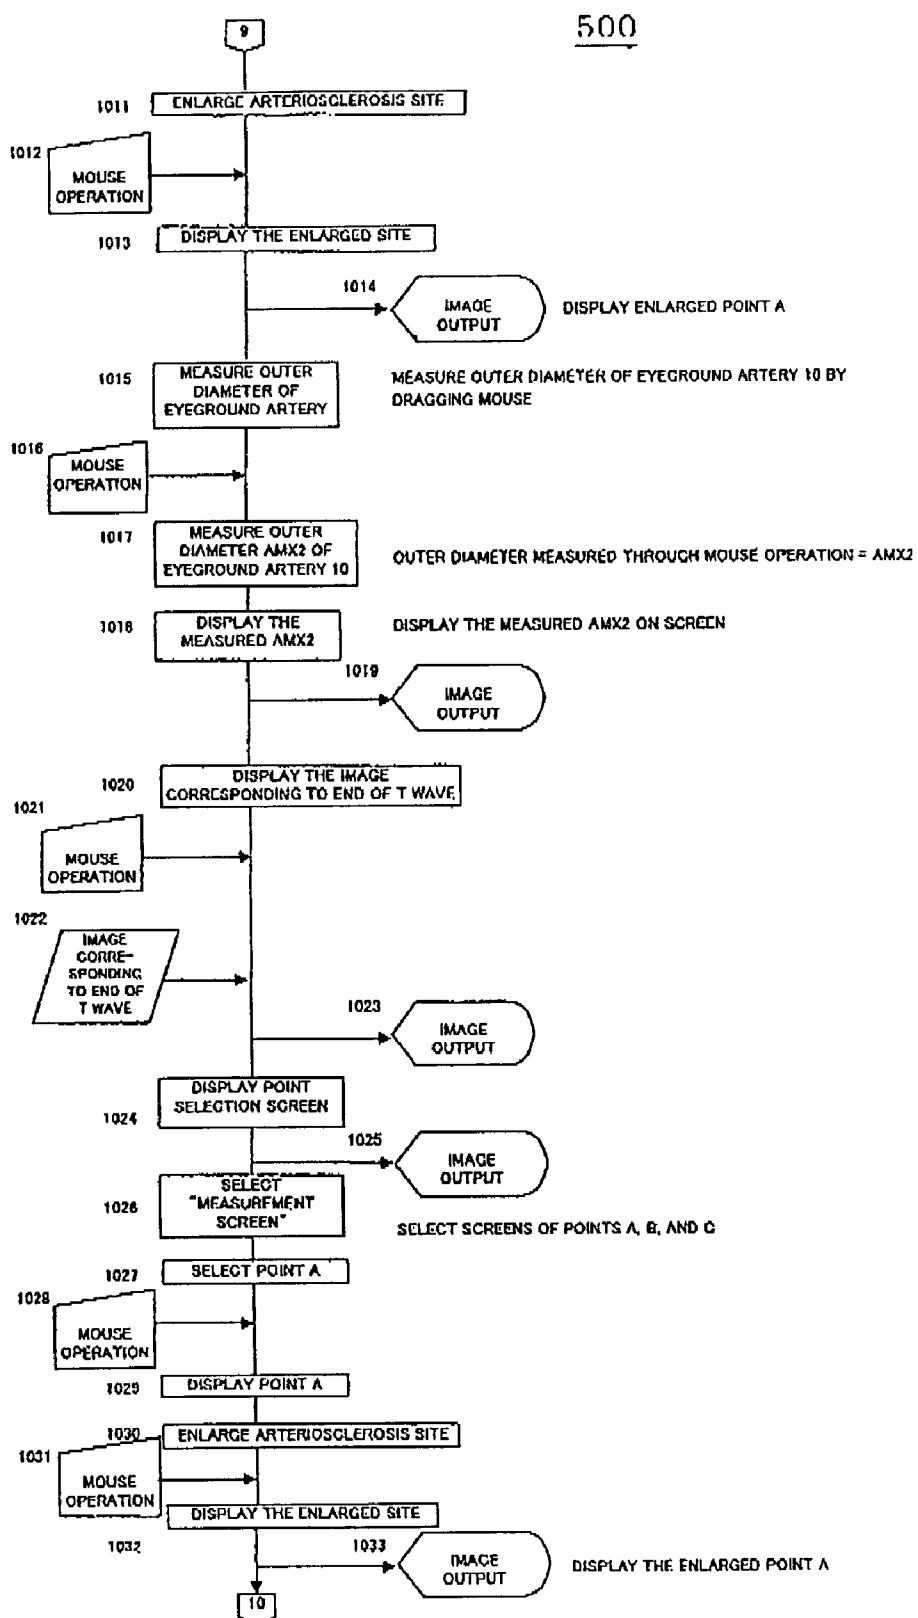 500
9
1011
ENLARGE ARTERIOSCLEROSIS SITE
1012
MOUSE
OPERATION
1013
DISPLAY THE ENLARGED SITE
1014
IMAGE
OUTPUT
DISPLAY ENLARGED POINT A
1015
MEASURE OUTER
DIAMETER OF
EYEGROUND ARTERY
MEASURE OUTER DIAMETER OF EYEGROUND ARTERY 10 BY
DRAGGING MOUSE
1016
MOUSE
OPERATION
1017
MEASURE OUTER
DIAMETER AMX2 OF
EYEGROUND ARTERY 10
OUTER DIAMETER MEASURED THROUGH MOUSE OPERATION = AMX2
1018
DISPLAY THE
MEASURED AMX2
DISPLAY THE MEASURED AMX2 ON SCREEN
1019
IMAGE
OUTPUT
1020
DISPLAY THE IMAGE
CORRESPONDING TO END OF T WAVE
1021
MOUSE
OPERATION
1022
IMAGE
CORRE-
SPONDING
TO END OF
T WAVE
1023
IMAGE
OUTPUT
1024
DISPLAY POINT
SELECTION SCREEN
1025
IMAGE
OUTPUT
1026
SELECT
"MEASUREMENT
SCREEN"
SELECT SCREENS OF POINTS A, B, AND C
1027
SELECT POINT A
1028
MOUSE
OPERATION
1029
DISPLAY POINT A
1030
ENLARGE ARTERIOSCLEROSIS SITE
1031
MOUSE
OPERATION
DISPLAY THE ENLARGED SITE
1032
1033
IMAGE
OUTPUT
DISPLAY THE ENLARGED POINT A
10